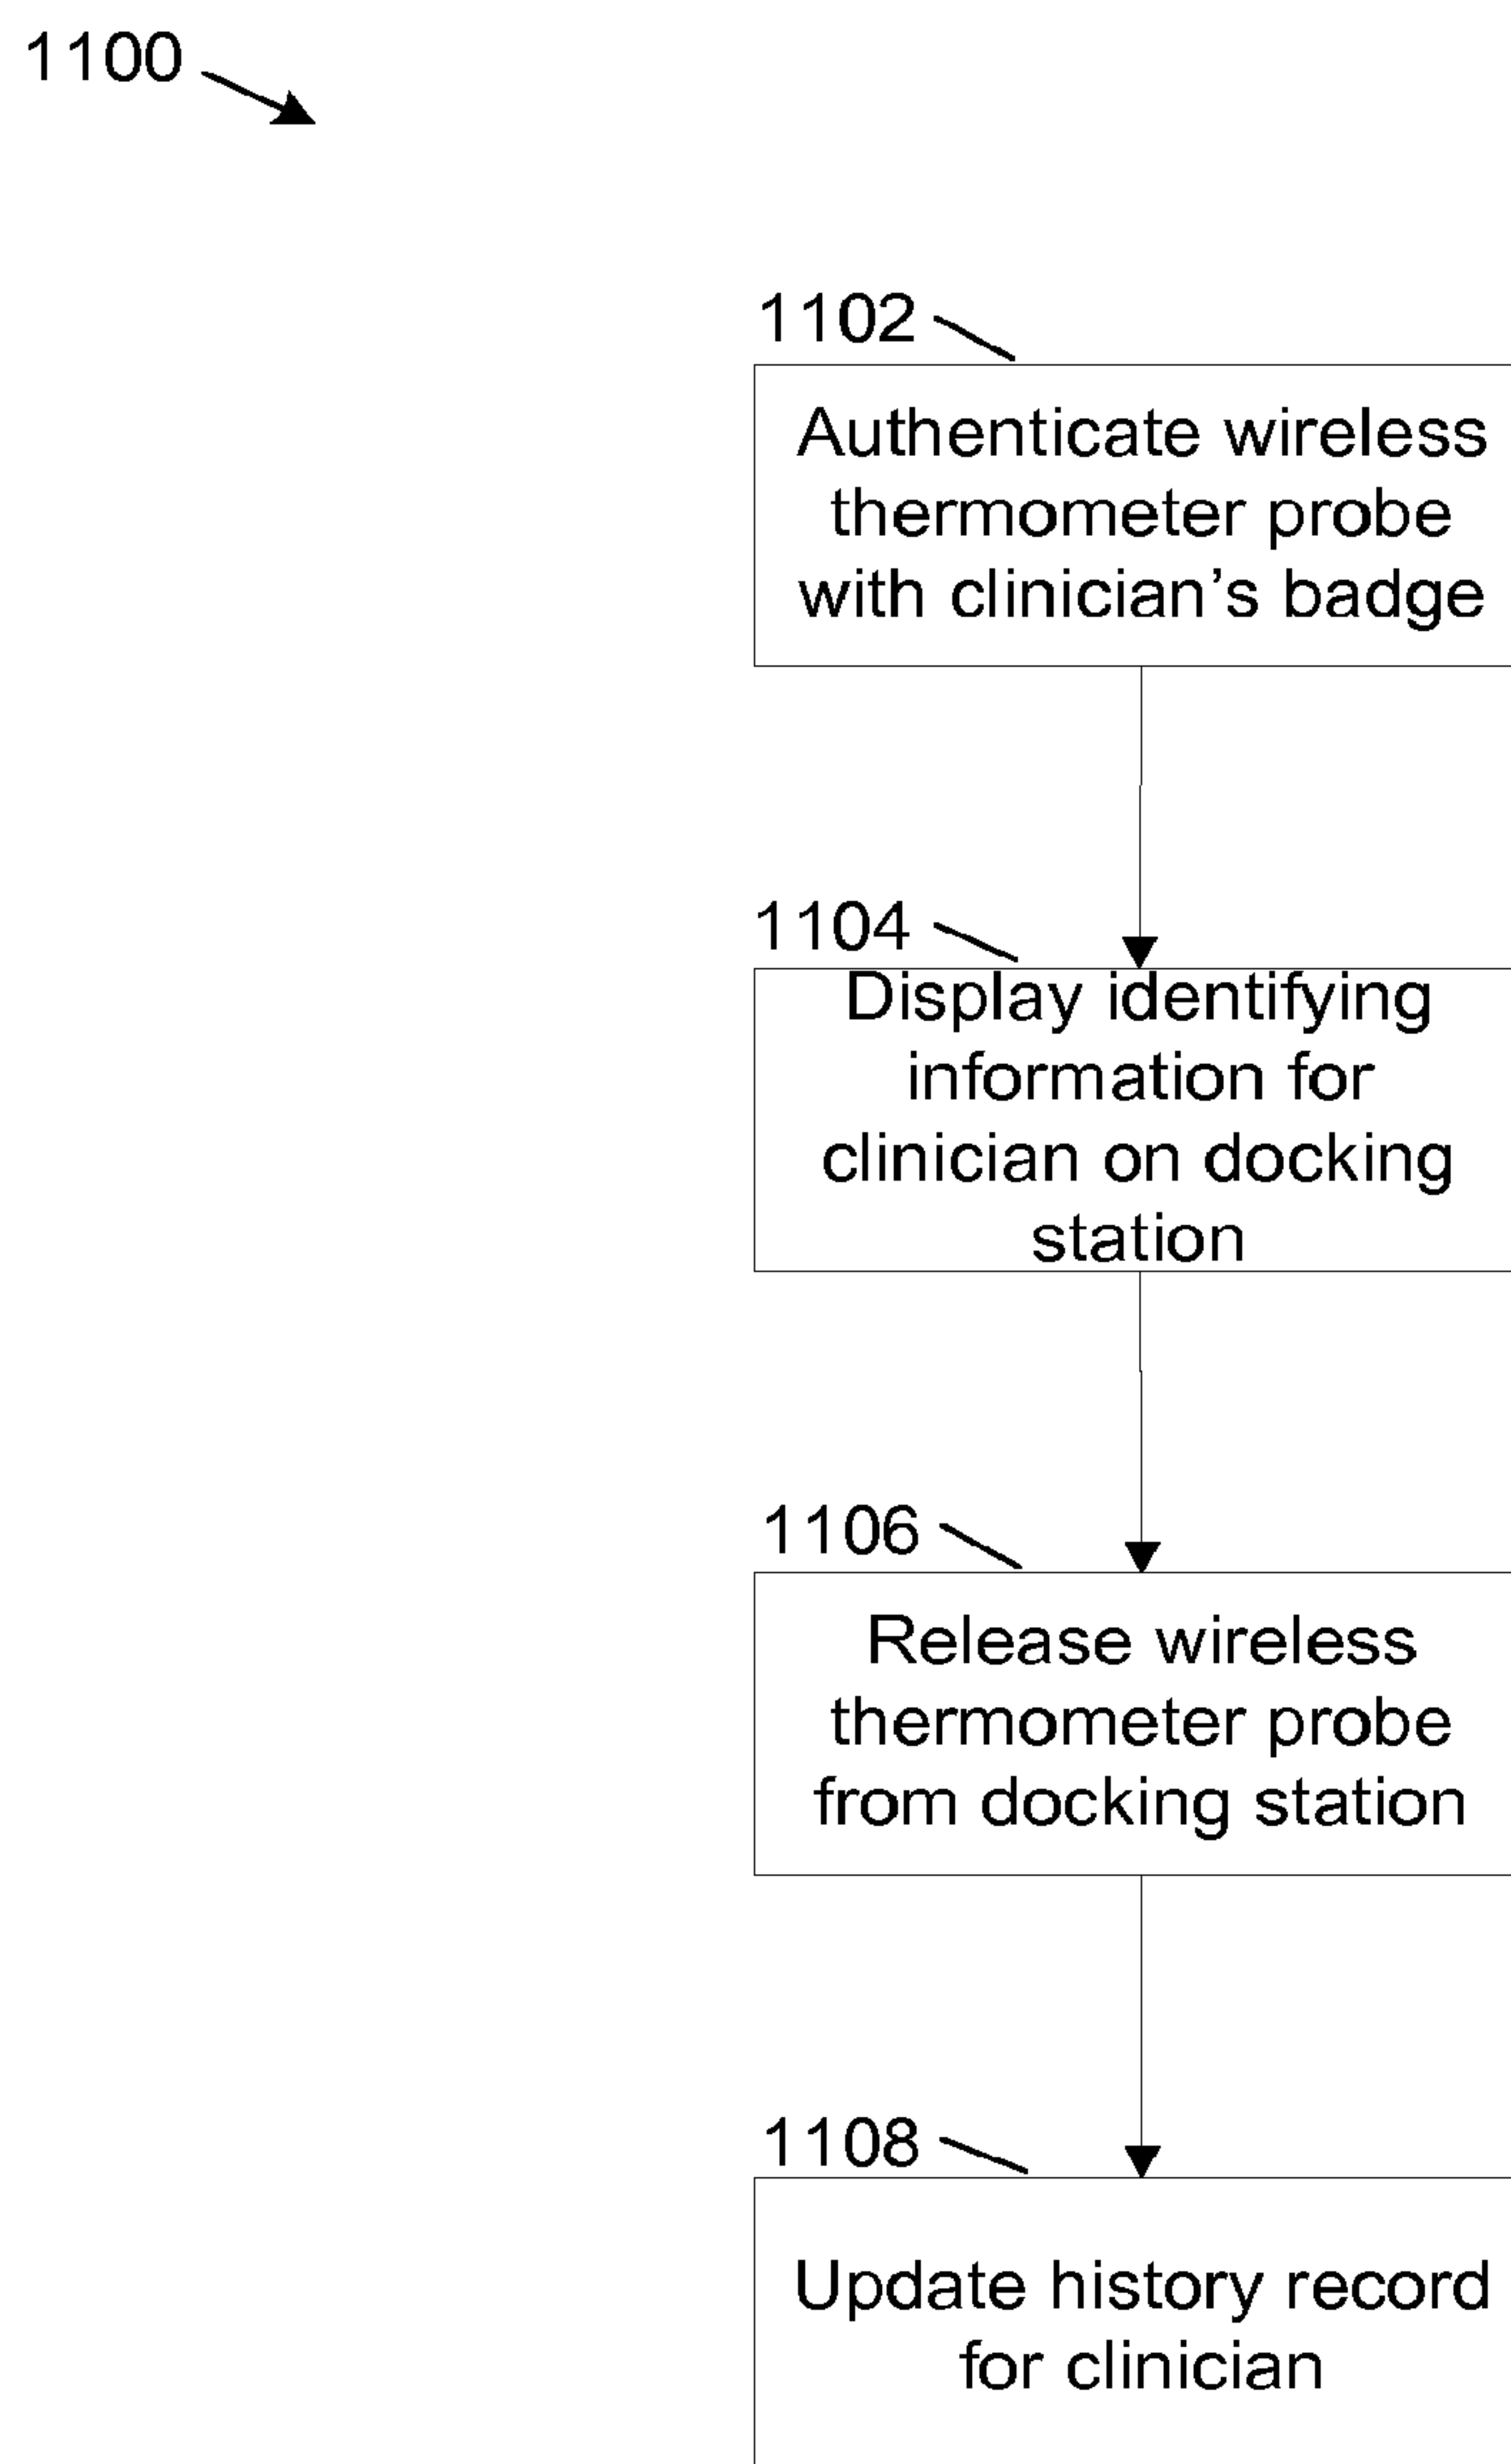 1100
1102
Authenticate wireless
thermometer probe
with clinician’s badge
1104
Display identifying
information for
clinician on docking
station
1106
Release wireless
thermometer probe
from docking station
1108
Update history record
for clinician